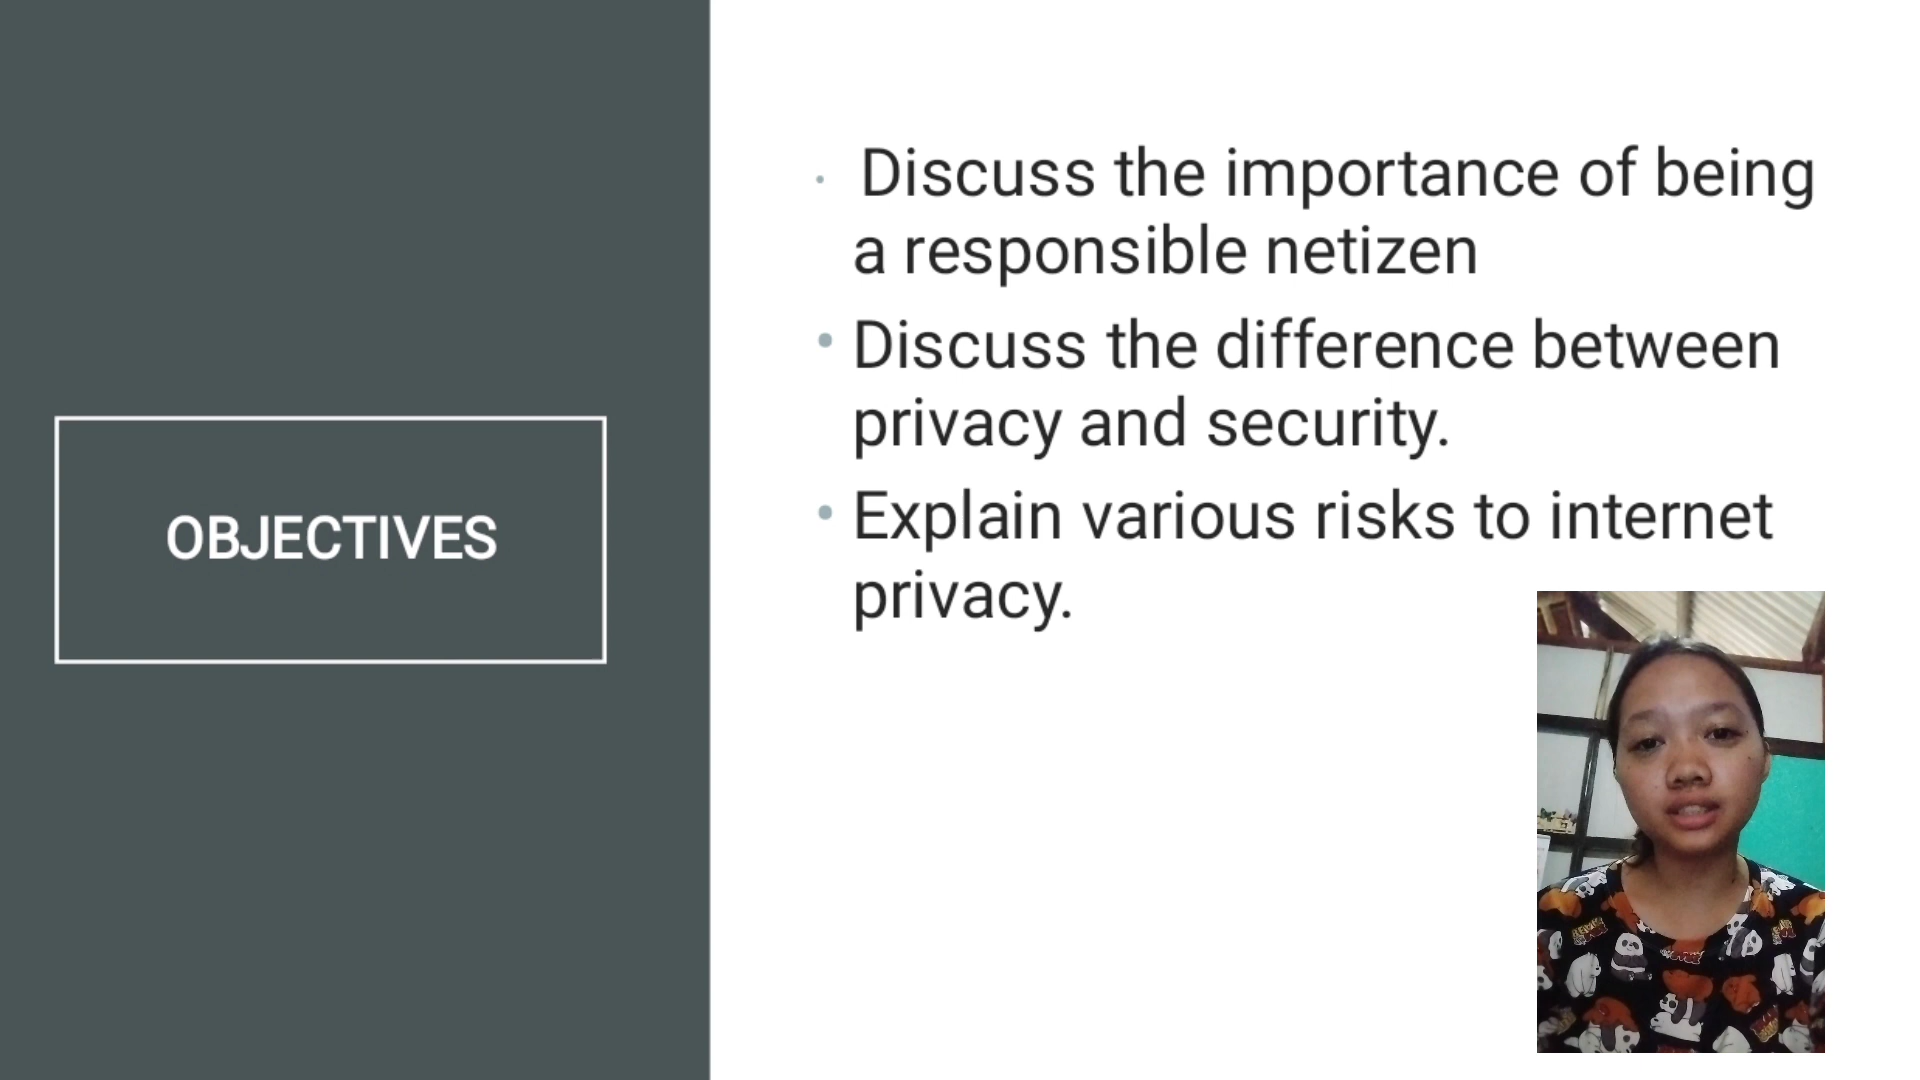 OBJECTIVES
• Discuss the importance of being
a responsible netizen
• Discuss the difference between
privacy and security.
• Explain various risks to internet
privacy.